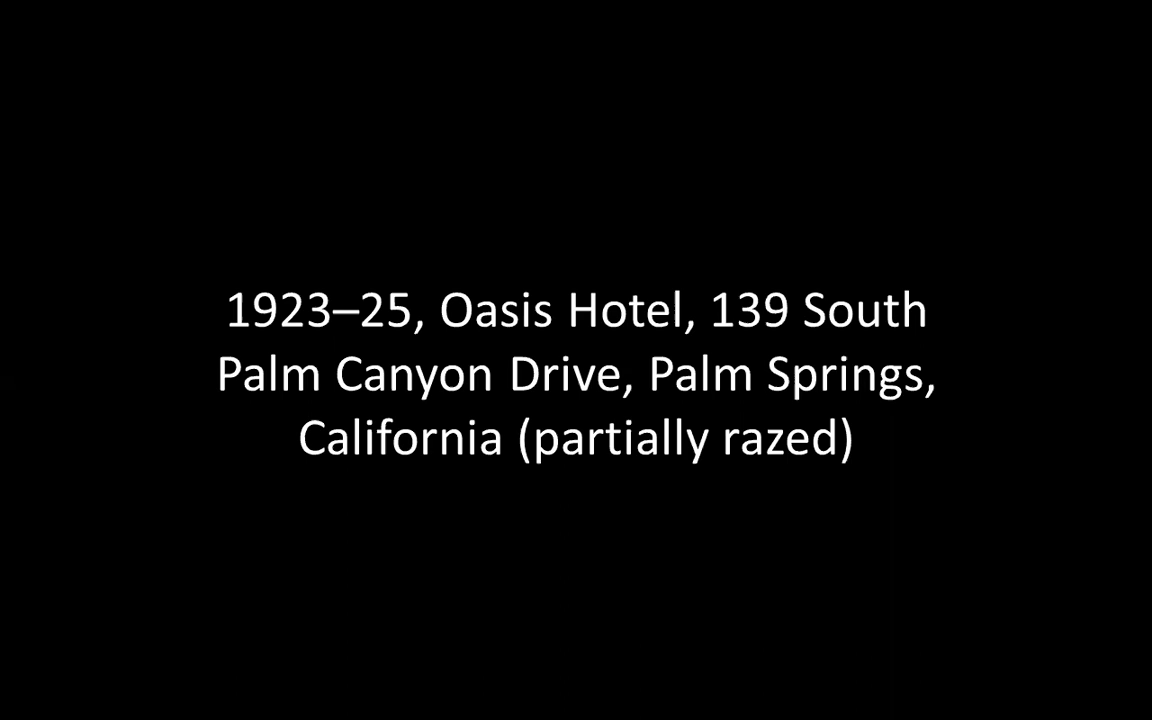 1923–25, Oasis Hotel, 139 South
Palm Canyon Drive, Palm Springs,
California (partially razed)